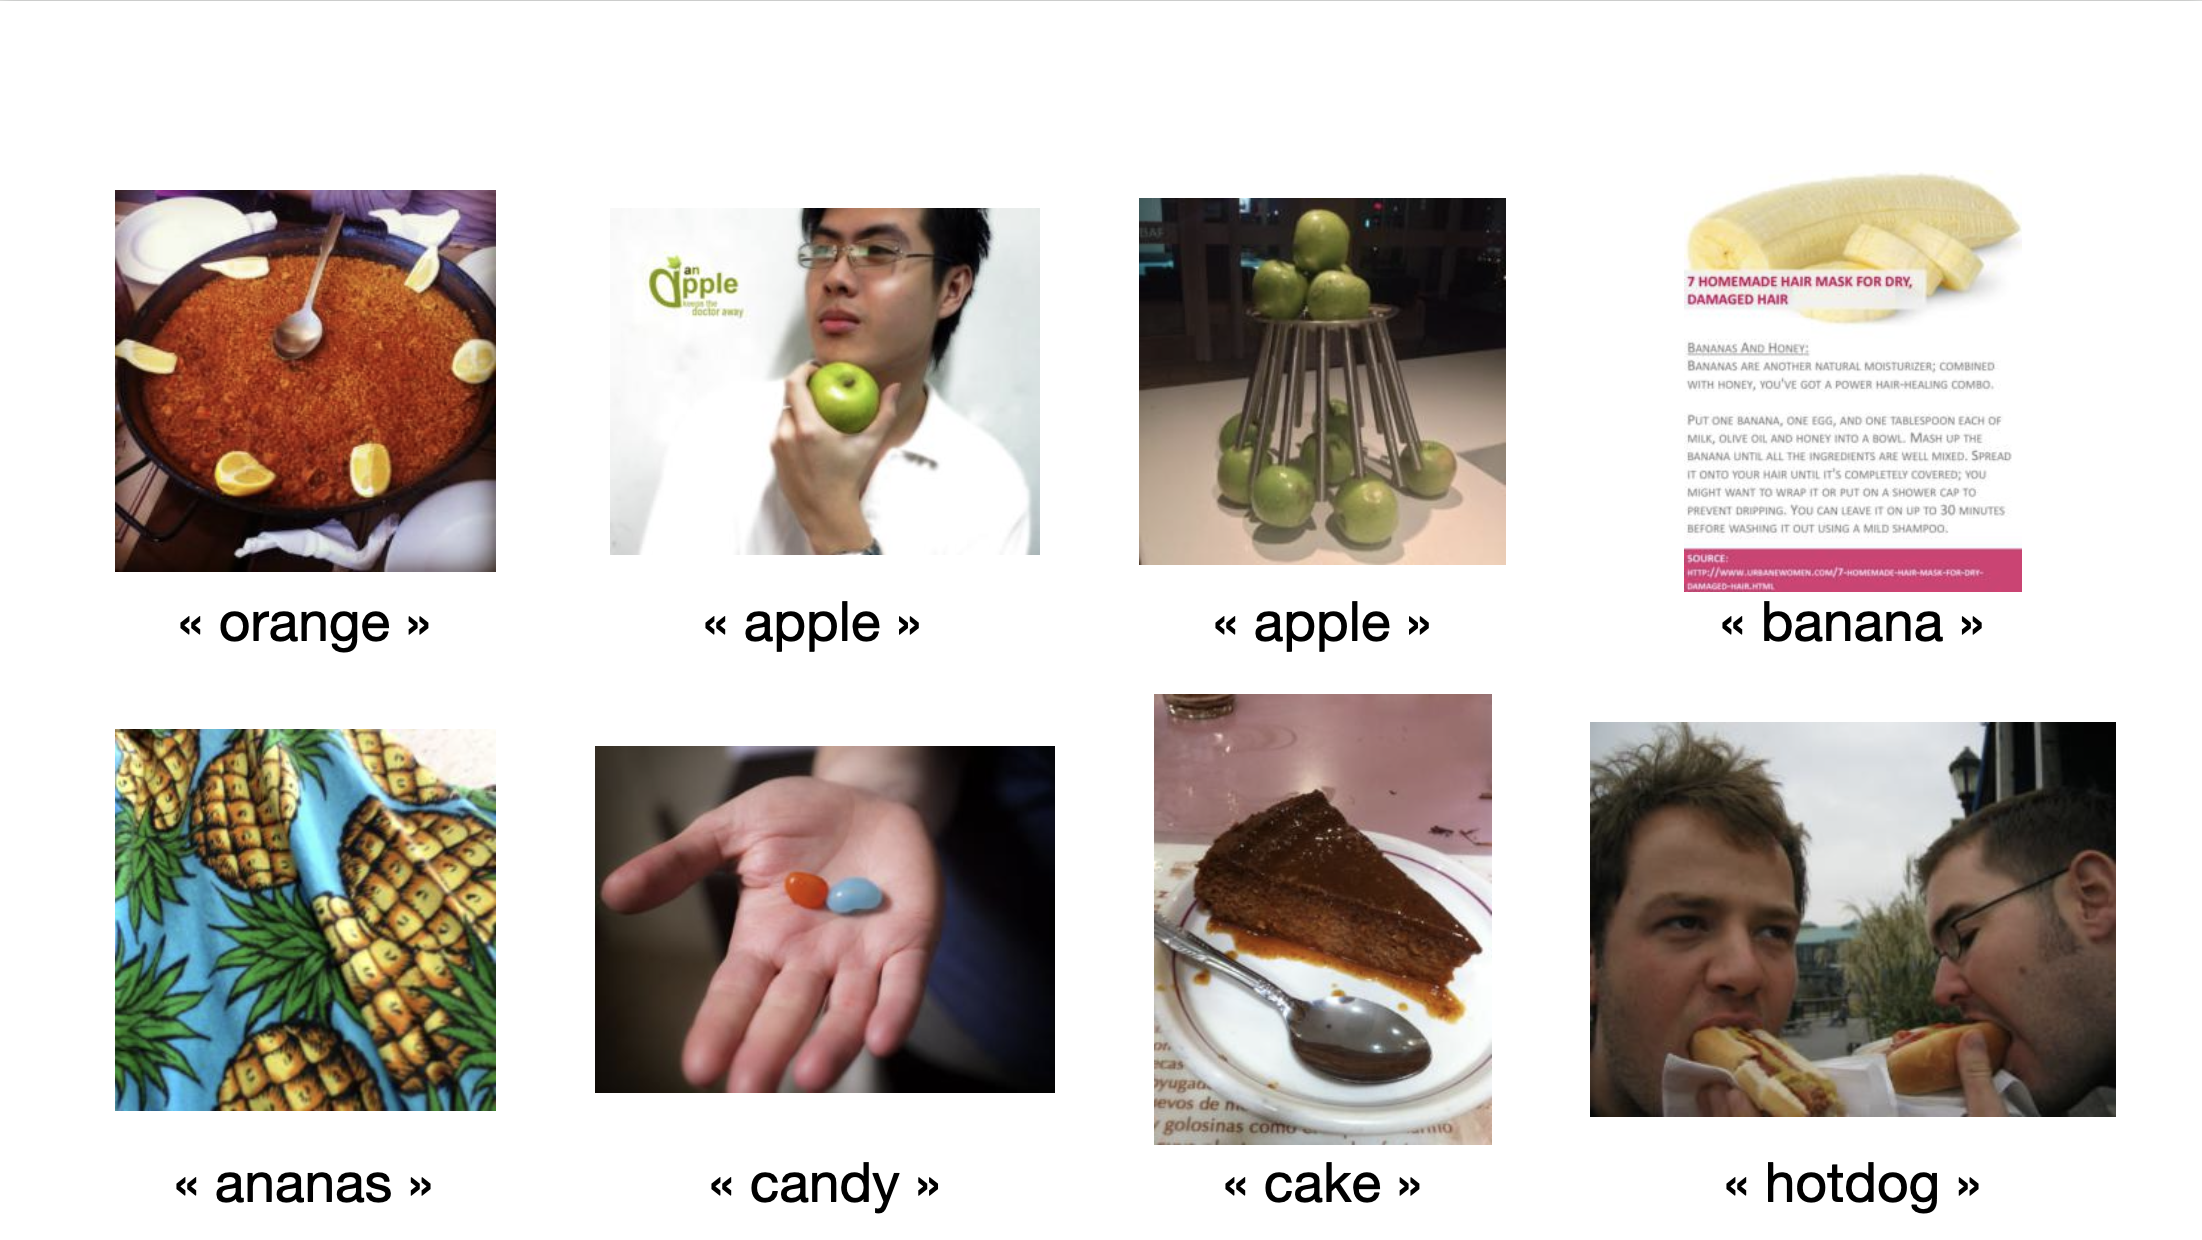 an
apple
keeps the
doctor away
7 HOMEMADE HAIR MASK FOR DRY,
DAMAGED HAIR
BANANAS AND HONEY:
BANANAS ARE ANOTHER NATURAL MOISTURIZER; COMBINED
WITH HONEY, YOU'VE GOT A POWER HAIR-HEALING COMBO.
PUT ONE BANANA, ONE EGG, AND ONE TABLESPOON EACH OF
MILK, OLIVE OIL AND HONEY INTO A BOWL. MASH UP THE
BANANA UNTIL ALL THE INGREDIENTS ARE WELL MIXED. SPREAD
IT ONTO YOUR HAIR UNTIL IT'S COMPLETELY COVERED; YOU
MIGHT WANT TO WRAP IT OR PUT ON A SHOWER CAP TO
PREVENT DRIPPING. YOU CAN LEAVE IT ON UP TO 30 MINUTES
BEFORE WASHING IT OUT USING A MILD SHAMPOO.
SOURCE:
HTTP://WWW.URBANEWOMEN.COM/7-HOMEMADE-HAIR-MASK-FOR-DRY-
DAMAGED-HAIR.HTML
« orange »
« apple »
« apple »
« banana »
evos de
golosinas como
« ananas »
« candy »
« cake »
« hotdog »